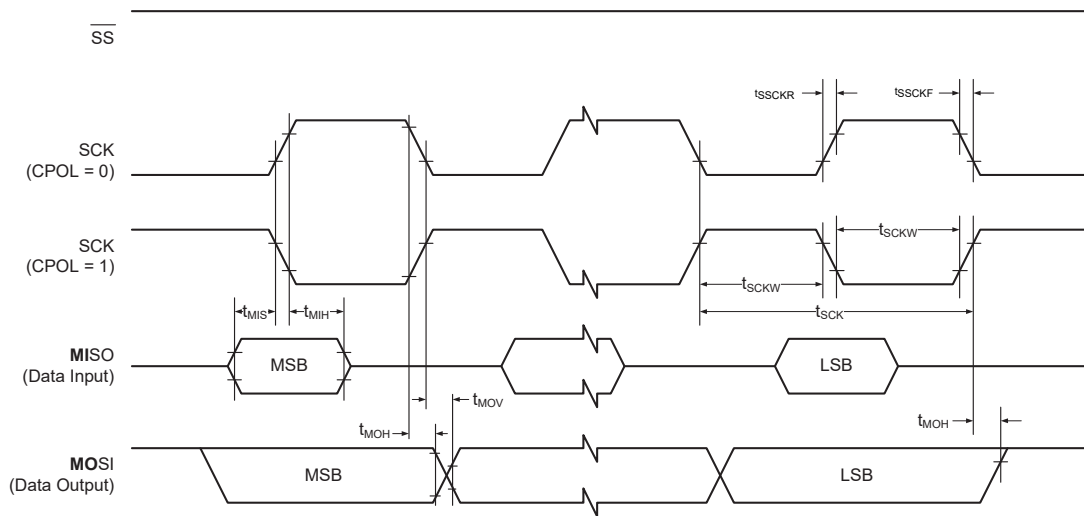 SS
tSSCKR
tSSCKF
SCK
(CPOL = 0)
SCK
(CPOL = 1)
tSCKW
tSCKW
tSCK
tMIS
tMIH
MISO
(Data Input)
MSB
LSB
tMOV
tMOH
tMOH
MOSI
(Data Output)
MSB
LSB